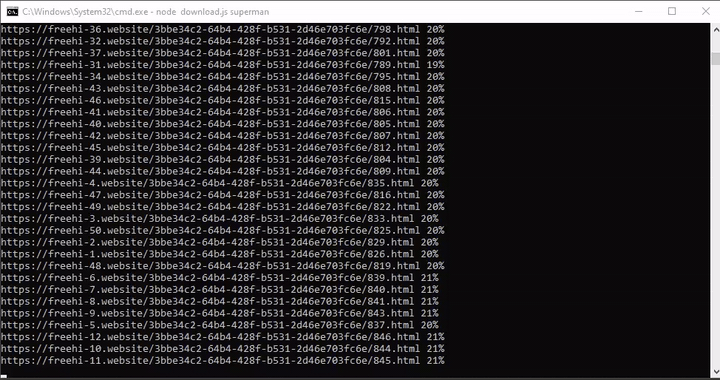 C:\Windows\System32\cmd.exe - node  download.js superman
https://freehi-36.website/3bbe34c2-64b4-428f-b531-2d46e703fc6e/798.html 20%
https://freehi-32.website/3bbe34c2-64b4-428f-b531-2d46e703fc6e/792.html 20%
https://freehi-37.website/3bbe34c2-64b4-428f-b531-2d46e703fc6e/801.html 20%
https://freehi-31.website/3bbe34c2-64b4-428f-b531-2d46e703fc6e/789.html 19%
https://freehi-34.website/3bbe34c2-64b4-428f-b531-2d46e703fc6e/795.html 20%
https://freehi-43.website/3bbe34c2-64b4-428f-b531-2d46e703fc6e/808.html 20%
https://freehi-46.website/3bbe34c2-64b4-428f-b531-2d46e703fc6e/815.html 20%
https://freehi-41.website/3bbe34c2-64b4-428f-b531-2d46e703fc6e/806.html 20%
https://freehi-40.website/3bbe34c2-64b4-428f-b531-2d46e703fc6e/805.html 20%
https://freehi-42.website/3bbe34c2-64b4-428f-b531-2d46e703fc6e/807.html 20%
https://freehi-45.website/3bbe34c2-64b4-428f-b531-2d46e703fc6e/812.html 20%
https://freehi-39.website/3bbe34c2-64b4-428f-b531-2d46e703fc6e/804.html 20%
https://freehi-44.website/3bbe34c2-64b4-428f-b531-2d46e703fc6e/809.html 20%
https://freehi-4.website/3bbe34c2-64b4-428f-b531-2d46e703fc6e/835.html 20%
https://freehi-47.website/3bbe34c2-64b4-428f-b531-2d46e703fc6e/816.html 20%
https://freehi-49.website/3bbe34c2-64b4-428f-b531-2d46e703fc6e/822.html 20%
https://freehi-3.website/3bbe34c2-64b4-428f-b531-2d46e703fc6e/833.html 20%
https://freehi-50.website/3bbe34c2-64b4-428f-b531-2d46e703fc6e/825.html 20%
https://freehi-2.website/3bbe34c2-64b4-428f-b531-2d46e703fc6e/829.html 20%
https://freehi-1.website/3bbe34c2-64b4-428f-b531-2d46e703fc6e/826.html 20%
https://freehi-48.website/3bbe34c2-64b4-428f-b531-2d46e703fc6e/819.html 20%
https://freehi-6.website/3bbe34c2-64b4-428f-b531-2d46e703fc6e/839.html 21%
https://freehi-7.website/3bbe34c2-64b4-428f-b531-2d46e703fc6e/840.html 21%
https://freehi-8.website/3bbe34c2-64b4-428f-b531-2d46e703fc6e/841.html 21%
https://freehi-9.website/3bbe34c2-64b4-428f-b531-2d46e703fc6e/843.html 21%
https://freehi-5.website/3bbe34c2-64b4-428f-b531-2d46e703fc6e/837.html 20%
https://freehi-12.website/3bbe34c2-64b4-428f-b531-2d46e703fc6e/846.html 21%
https://freehi-10.website/3bbe34c2-64b4-428f-b531-2d46e703fc6e/844.html 21%
https://freehi-11.website/3bbe34c2-64b4-428f-b531-2d46e703fc6e/845.html 21%